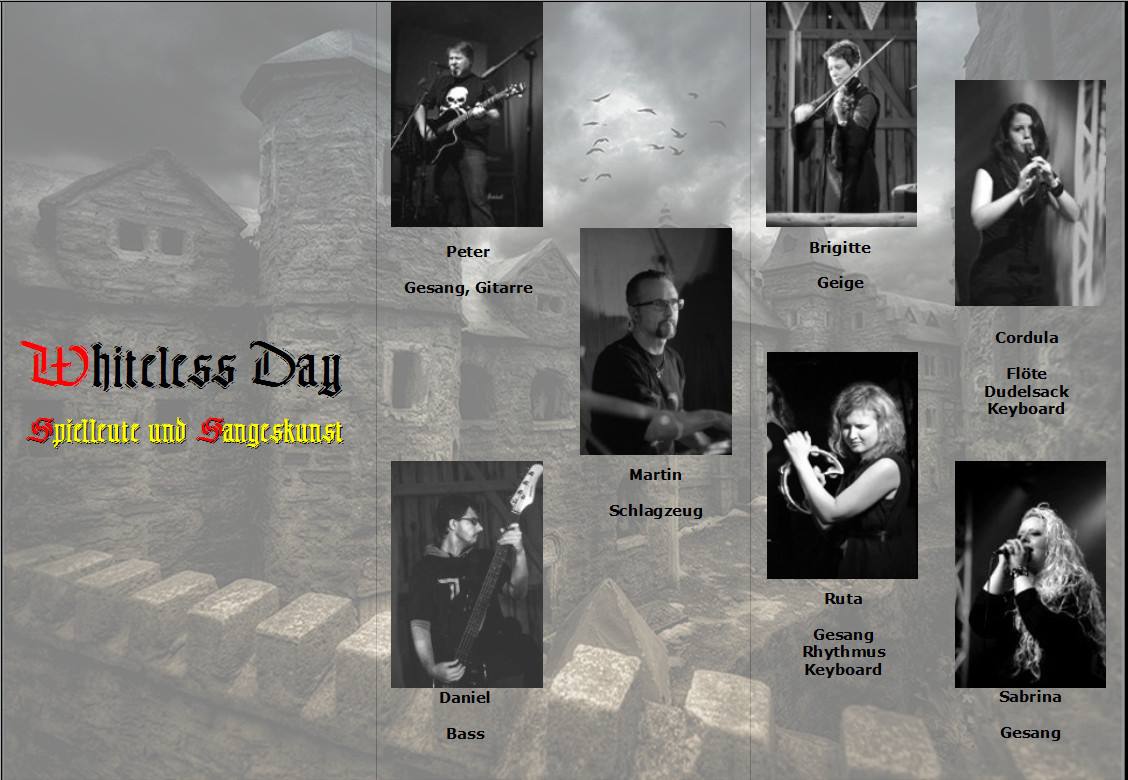 Whiteless Day
Spielleute und Sangeskunst
Peter
Gesang, Gitarre
Daniel
Bass
Martin
Schlagzeug
Brigitte
Geige
Ruta
Gesang
Rhythmus
Keyboard
Cordula
Flöte
Dudelsack
Keyboard
Sabrina
Gesang